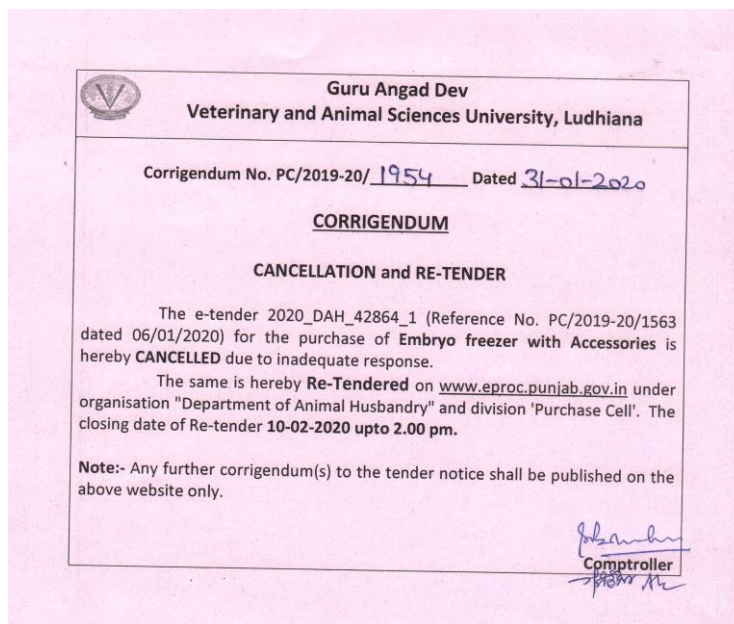 Guru Angad Dev
Veterinary and Animal Sciences University, Ludhiana
Corrigendum No. PC/2019-20/ 1954 Dated 31-01-2020
CORRIGENDUM
CANCELLATION and RE-TENDER
The e-tender 2020_DAH_42864_1 (Reference No. PC/2019-20/1563
dated 06/01/2020) for the purchase of Embryo freezer with Accessories is
hereby CANCELLED due to inadequate response.
The same is hereby Re-Tendered on www.eproc.punjab.gov.in under
organisation "Department of Animal Husbandry" and division 'Purchase Cell'. The
closing date of Re-tender 10-02-2020 upto 2.00 pm.
Note:- Any further corrigendum(s) to the tender notice shall be published on the
above website only.
Comptroller